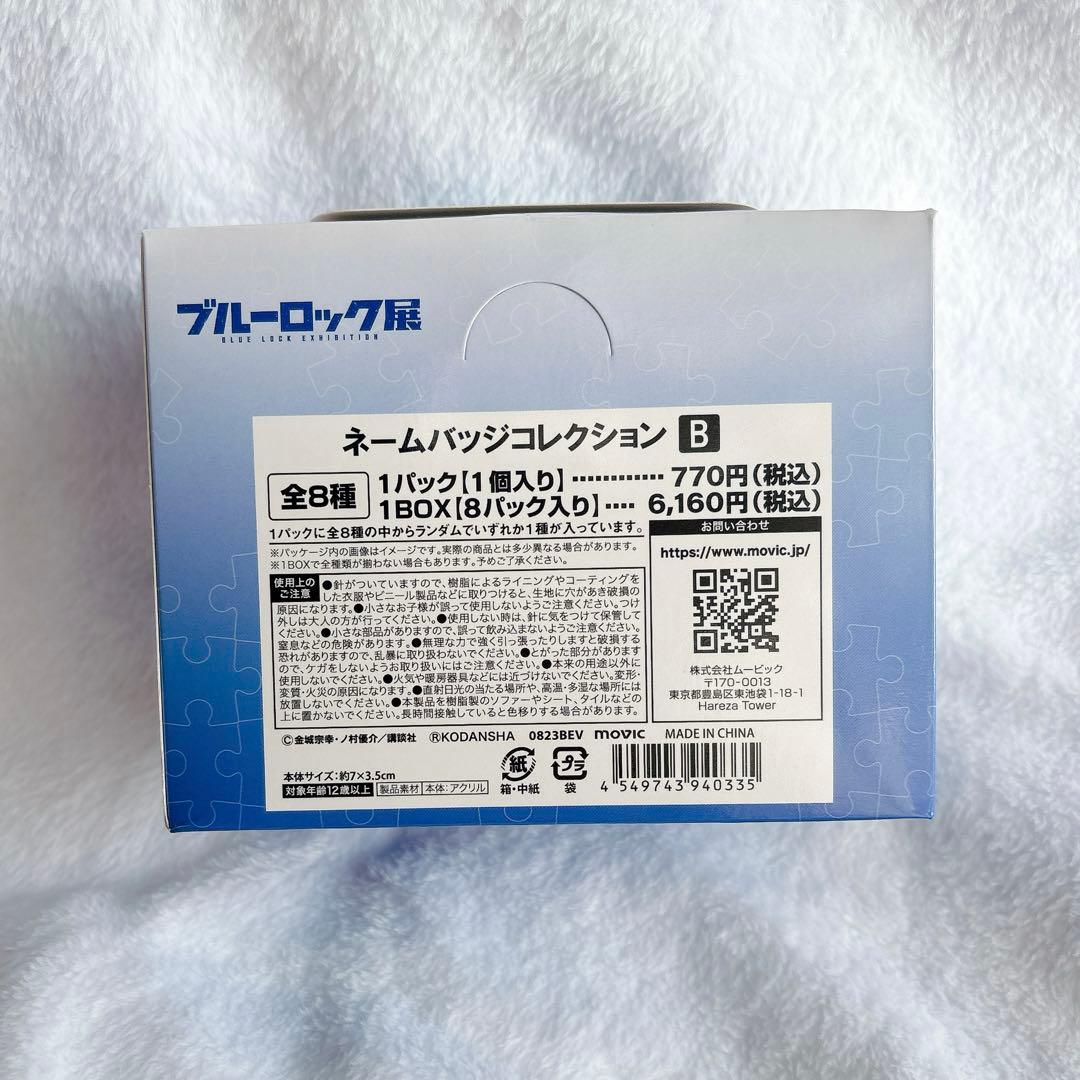 ブルーロック展
BLUE LOCK EXHIBITION
ネームバッジコレクション B
全8種
1パック【1個入り】………… 770円(税込)
1BOX【8パック入り】…. 6,160円(税込)
1パックに全8種の中からランダムでいずれか1種が入っています。
※パッケージ内の画像はイメージです。実際の商品とは多少異なる場合があります。
※1BOXで全種類が揃わない場合もあります。予めご了承ください。
使用上の
ご注意
●針がついていますので、樹脂によるライニングやコーティングを
した衣服やビニール製品などに取りつけると、生地に穴があき破損の
原因になります。●小さなお子様が誤って使用しないようご注意ください。つけ
外しは大人の方が行ってください。●使用しない時は、針に気をつけて保管して
ください。●小さな部品がありますので、誤って飲み込まないようご注意ください。
窒息などの危険があります。●無理な力で強く引っ張ったりしますと破損する
恐れがありますので、乱暴に取り扱わないでください。●とがった部分があります
ので、ケガをしないようお取り扱いにはご注意ください。●本来の用途以外に
使用しないでください。●火気や暖房器具などには近づけないでください。変形・
変質・火災の原因になります。●直射日光の当たる場所や、高温・多湿な場所には
放置しないでください。●本製品を樹脂製のソファーやシート、タイルなどの
上に置かないでください。長時間接触していると色移りする場合があります。
お問い合わせ
https://www.movic.jp/
株式会社ムービック
〒170-0013
東京都豊島区東池袋1-18-1
Hareza Tower
©金城宗幸・ノ村優介／講談社 ®KODANSHA 0823BEV movic MADE IN CHINA
本体サイズ:約7×3.5cm
対象年齢12歳以上 製品素材 本体:アクリル
紙
箱・中紙
プラ
袋
4 549743 940335